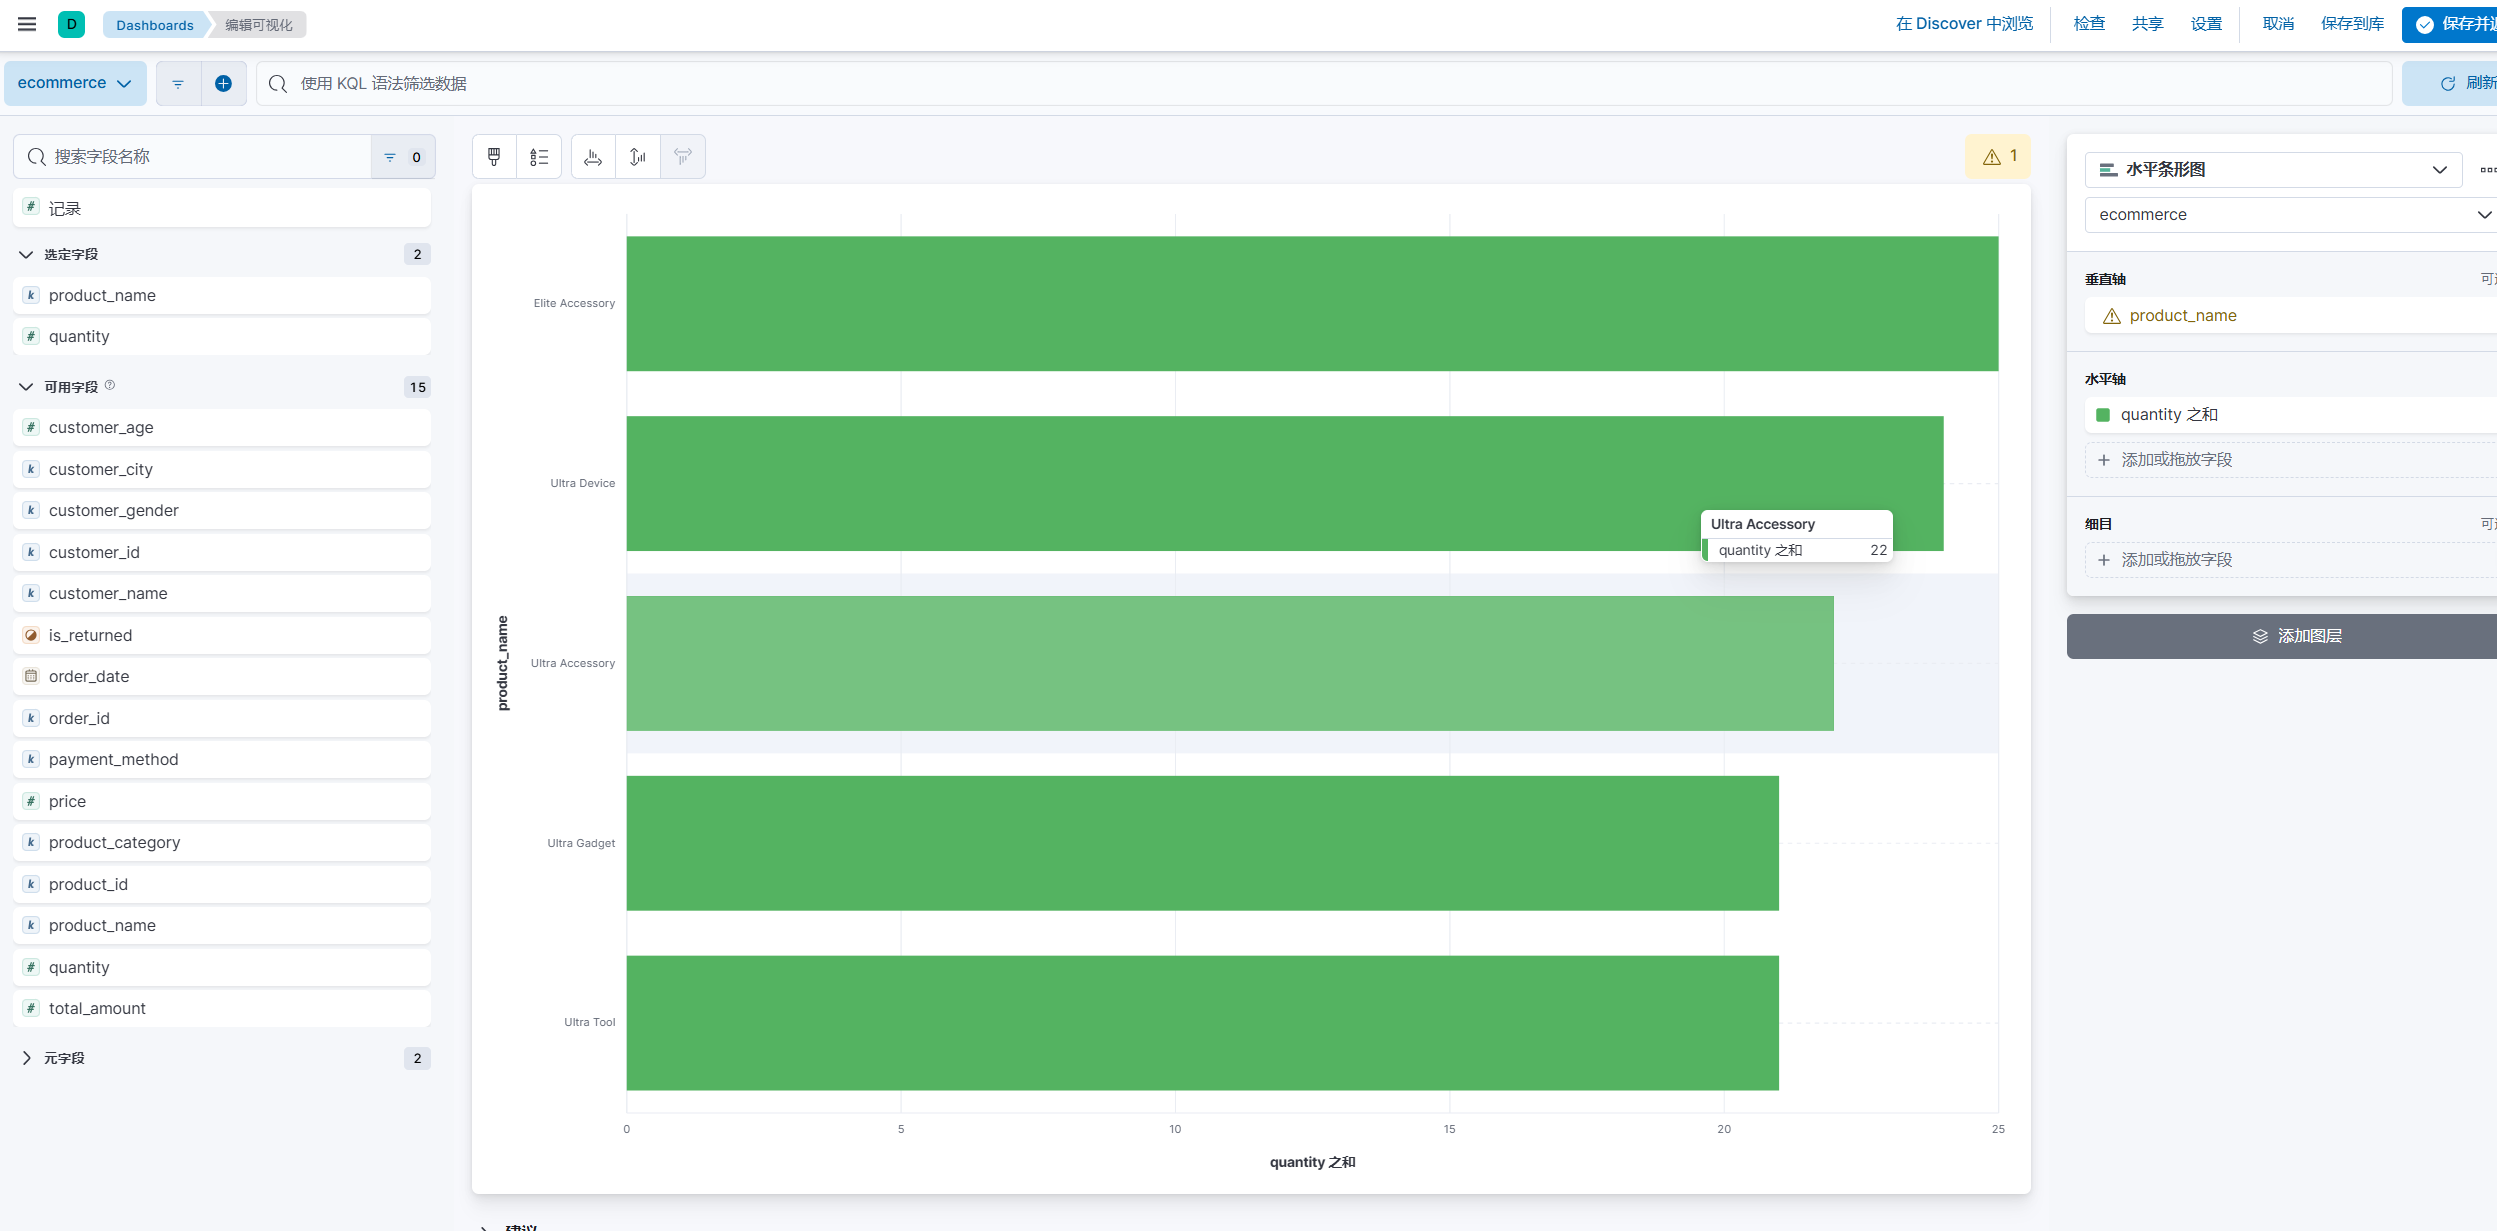 D Dashboards 编辑可视化 在 Discover 中浏览 检查 共享 设置 取消 保存到库 保存并
ecommerce 使用 KQL 语法筛选数据 刷新
搜索字段名称 0
# 记录
选定字段 2
k product_name
# quantity
可用字段 15
# customer_age
k customer_city
k customer_gender
k customer_id
k customer_name
is_returned
order_date
k order_id
k payment_method
# price
k product_category
k product_id
k product_name
# quantity
# total_amount
元字段 2
1
product_name
Elite Accessory
Ultra Device
Ultra Accessory
Ultra Gadget
Ultra Tool
Ultra Accessory
quantity 之和 22
0 5 10 15 20 25
quantity 之和
建议
水平条形图
ecommerce
垂直轴 可
product_name
水平轴
quantity 之和
添加或拖放字段
细目 可
添加或拖放字段
添加图层